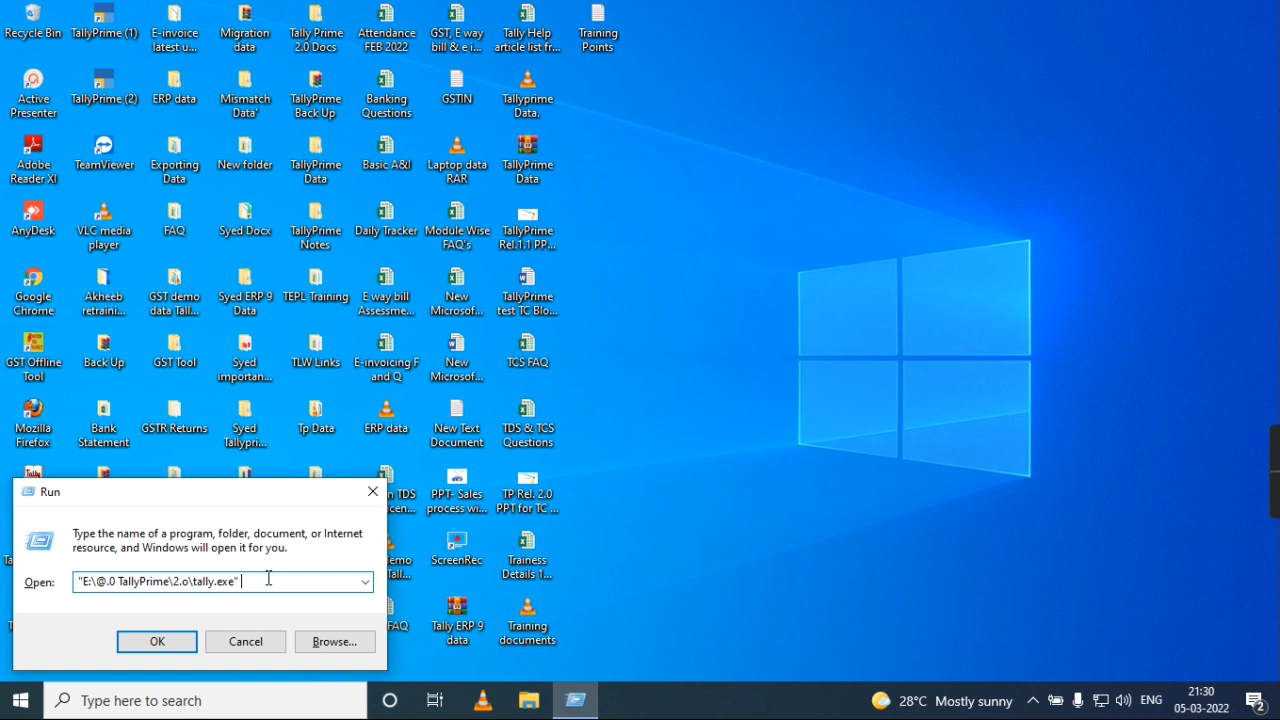 Recycle Bin
TallyPrime (1)
E-invoice latest u...
Migration data
Tally Prime 2.0 Docs
Attendance FEB 2022
GST, E way bill & e i...
Tally Help article list fr...
Training Points
Active Presenter
TallyPrime (2)
ERP data
Mismatch Data'
TallyPrime Back Up
Banking Questions
GSTIN
Tallyprime Data.
Adobe Reader XI
TeamViewer
Exporting Data
New folder
TallyPrime Data
Basic A&I
Laptop data RAR
TallyPrime Data
AnyDesk
VLC media player
FAQ
Syed Docx
TallyPrime Notes
Daily Tracker
Module Wise FAQ's
TallyPrime Rel.1.1 PP...
Google Chrome
Akheeb retraini...
GST demo data Tall...
Syed ERP 9 Data
TEPL Training
E way bill Assessme...
New Microsof...
TallyPrime test TC Blo...
GST Offline Tool
Back Up
GST Tool
Syed importan...
TLW Links
E-invoicing F and Q
New Microsof...
TCS FAQ
Mozilla Firefox
Bank Statement
GSTR Returns
Syed Tallypri...
Tp Data
ERP data
New Text Document
TDS & TCS Questions
PPT- Sales process wi...
TP Rel. 2.0 PPT for TC ...
ScreenRec
Trainess Details 1...
FAQ
Tally ERP 9 data
Training documents
Run
Type the name of a program, folder, document, or Internet
resource, and Windows will open it for you.
Open: "E:\@.0 TallyPrime\2.o\tally.exe"
OK Cancel Browse...
Type here to search
28°C Mostly sunny
ENG
21:30
05-03-2022
2